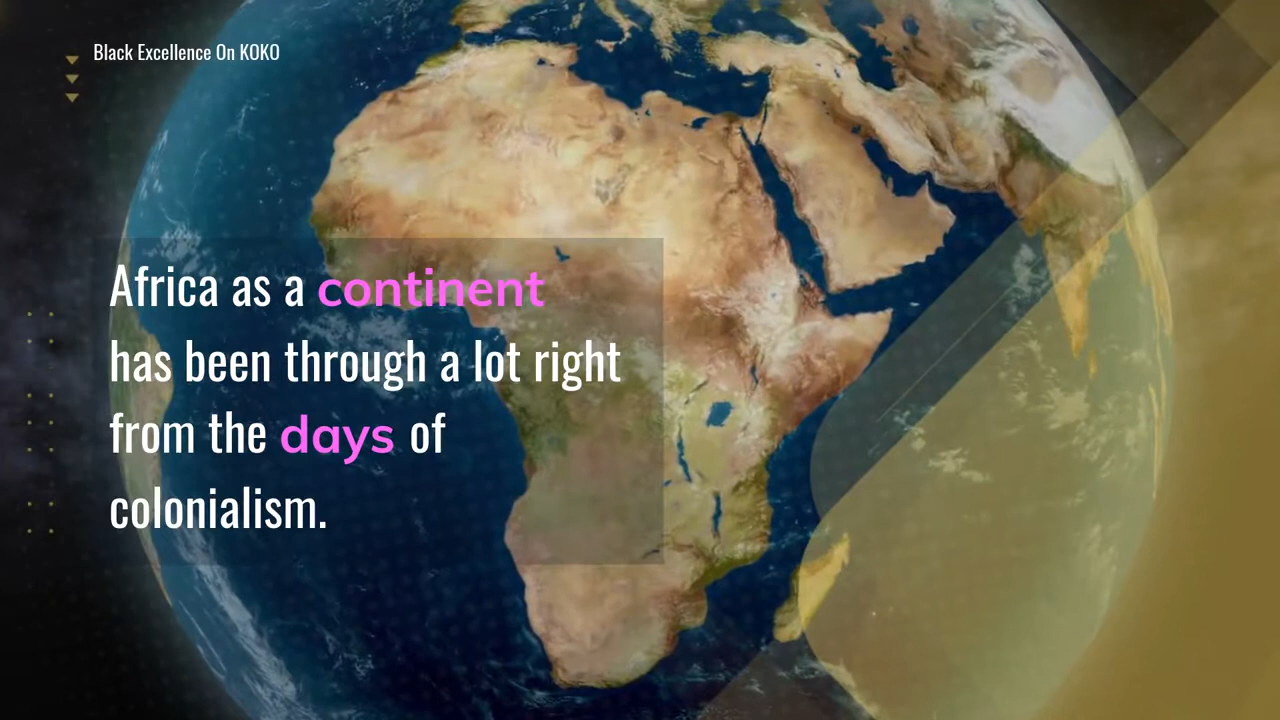 Black Excellence On KOKO
Africa as a continent
has been through a lot right
from the days of
colonialism.